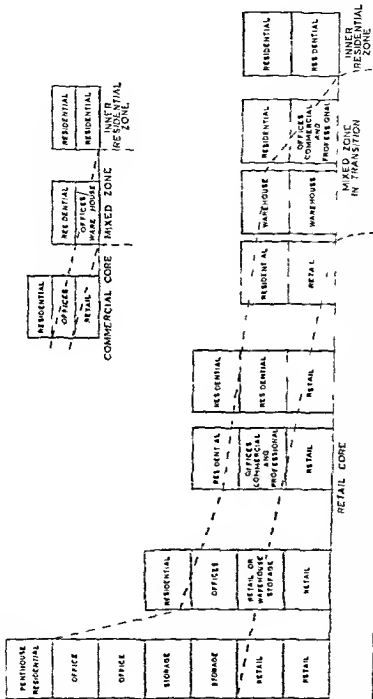 RESIDENTIAL
OFFICES
RETAIL
RESIDENTIAL
OFFICES/
WARE HOUSE
RESIDENTIAL
RESIDENTIAL
COMMERCIAL CORE
MIXED ZONE
INNER
RESIDENTIAL
ZONE
PENTHOUSE
RESIDENTIAL
OFFICE
OFFICE
STORAGE
STORAGE
RETAIL
RETAIL
RESIDENTIAL
OFFICES
RETAIL OR
WAREHOUSE
STORAGE
RETAIL
RESIDENTIAL
OFFICES
COMMERCIAL
AND
PROFESSIONAL
RETAIL
RESIDENTIAL
RESIDENTIAL
RETAIL
RESIDENTIAL
RETAIL
WAREHOUSE
WAREHOUSE
RESIDENTIAL
OFFICES
COMMERCIAL
AND
PROFESSIONAL
RESIDENTIAL
RESIDENTIAL
RETAIL CORE
MIXED ZONE
IN TRANSITION
INNER
RESIDENTIAL
ZONE